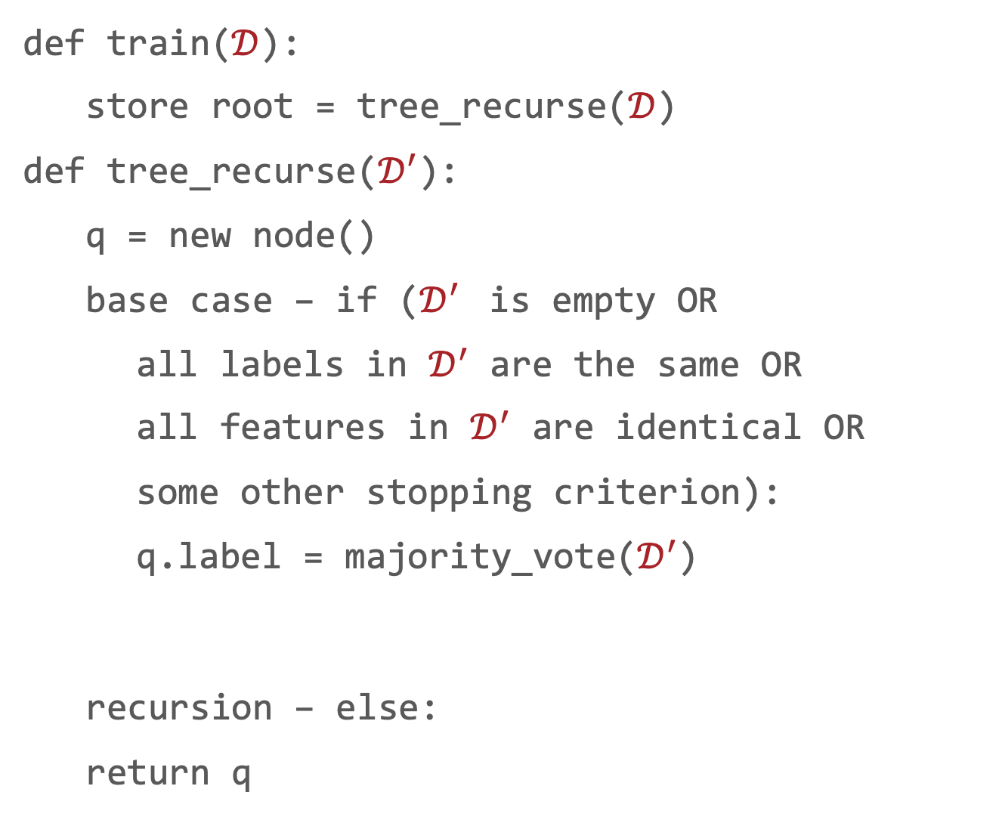 def train(𝒟):
store root = tree_recurse(𝒟)
def tree_recurse(𝒟′):
q = new node()
base case – if (𝒟′ is empty OR
all labels in 𝒟′ are the same OR
all features in 𝒟′ are identical OR
some other stopping criterion):
q.label = majority_vote(𝒟′)
recursion – else:
return q